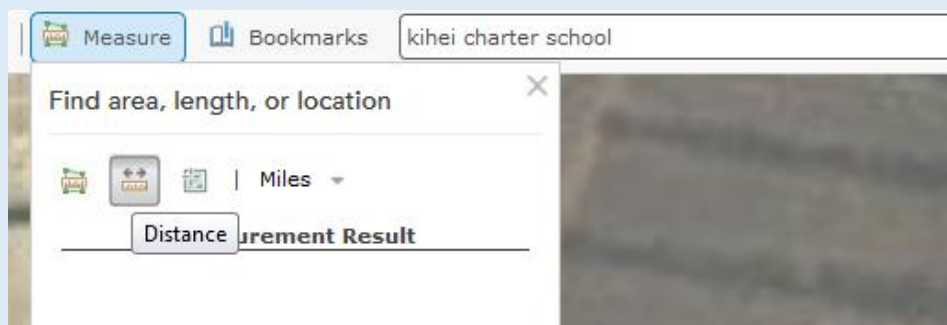 Measure Bookmarks kihei charter school
Find area, length, or location
| Miles
Distance
urement Result